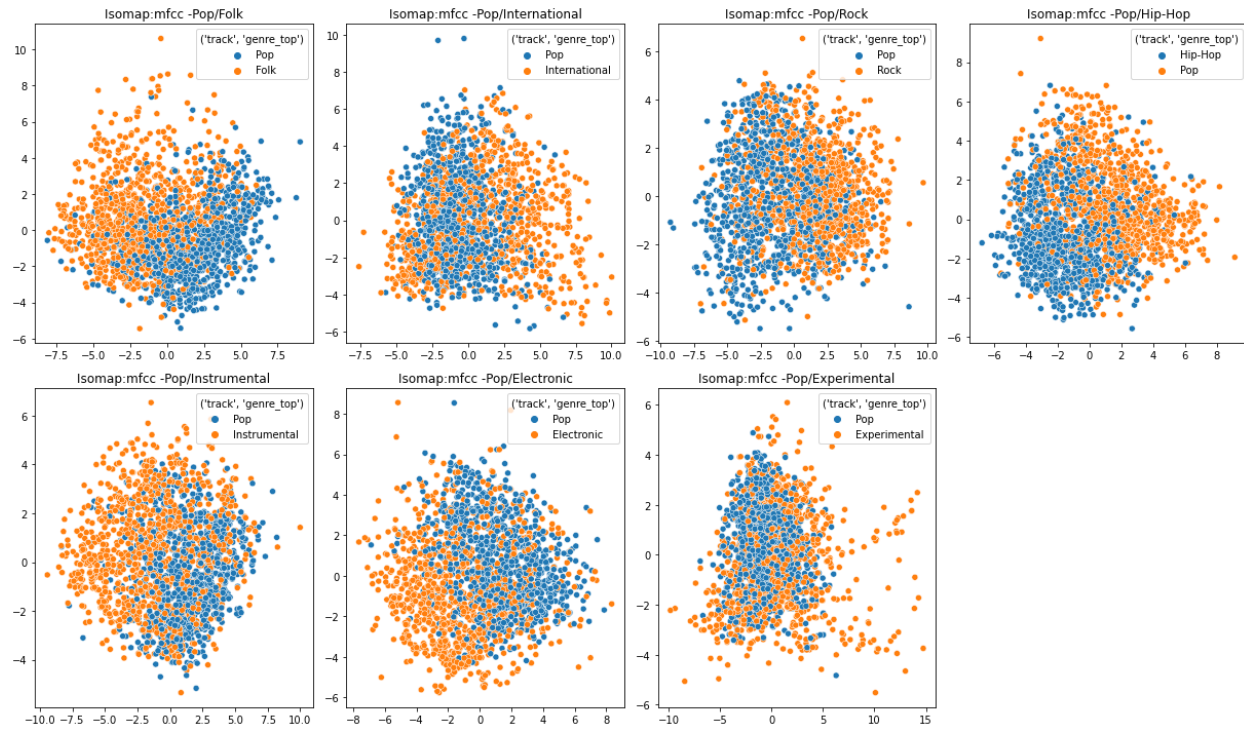 Isomap:mfcc -Pop/Folk
10
8
6
4
2
0
−2
−4
−6
−7.5 −5.0 −2.5 0.0 2.5 5.0 7.5
('track', 'genre_top')
Pop
Folk
Isomap:mfcc -Pop/International
10
8
6
4
2
0
−2
−4
−6
−7.5 −5.0 −2.5 0.0 2.5 5.0 7.5 10.0
('track', 'genre_top')
Pop
International
Isomap:mfcc -Pop/Rock
6
4
2
0
−2
−4
−6
−10.0 −7.5 −5.0 −2.5 0.0 2.5 5.0 7.5 10.0
('track', 'genre_top')
Pop
Rock
Isomap:mfcc -Pop/Hip-Hop
8
6
4
2
0
−2
−4
−6
−6 −4 −2 0 2 4 6 8
('track', 'genre_top')
Hip-Hop
Pop
Isomap:mfcc -Pop/Instrumental
6
4
2
0
−2
−4
−10.0 −7.5 −5.0 −2.5 0.0 2.5 5.0 7.5 10.0
('track', 'genre_top')
Pop
Instrumental
Isomap:mfcc -Pop/Electronic
8
6
4
2
0
−2
−4
−6
−8 −6 −4 −2 0 2 4 6 8
('track', 'genre_top')
Pop
Electronic
Isomap:mfcc -Pop/Experimental
6
4
2
0
−2
−4
−6
−10 −5 0 5 10 15
('track', 'genre_top')
Pop
Experimental